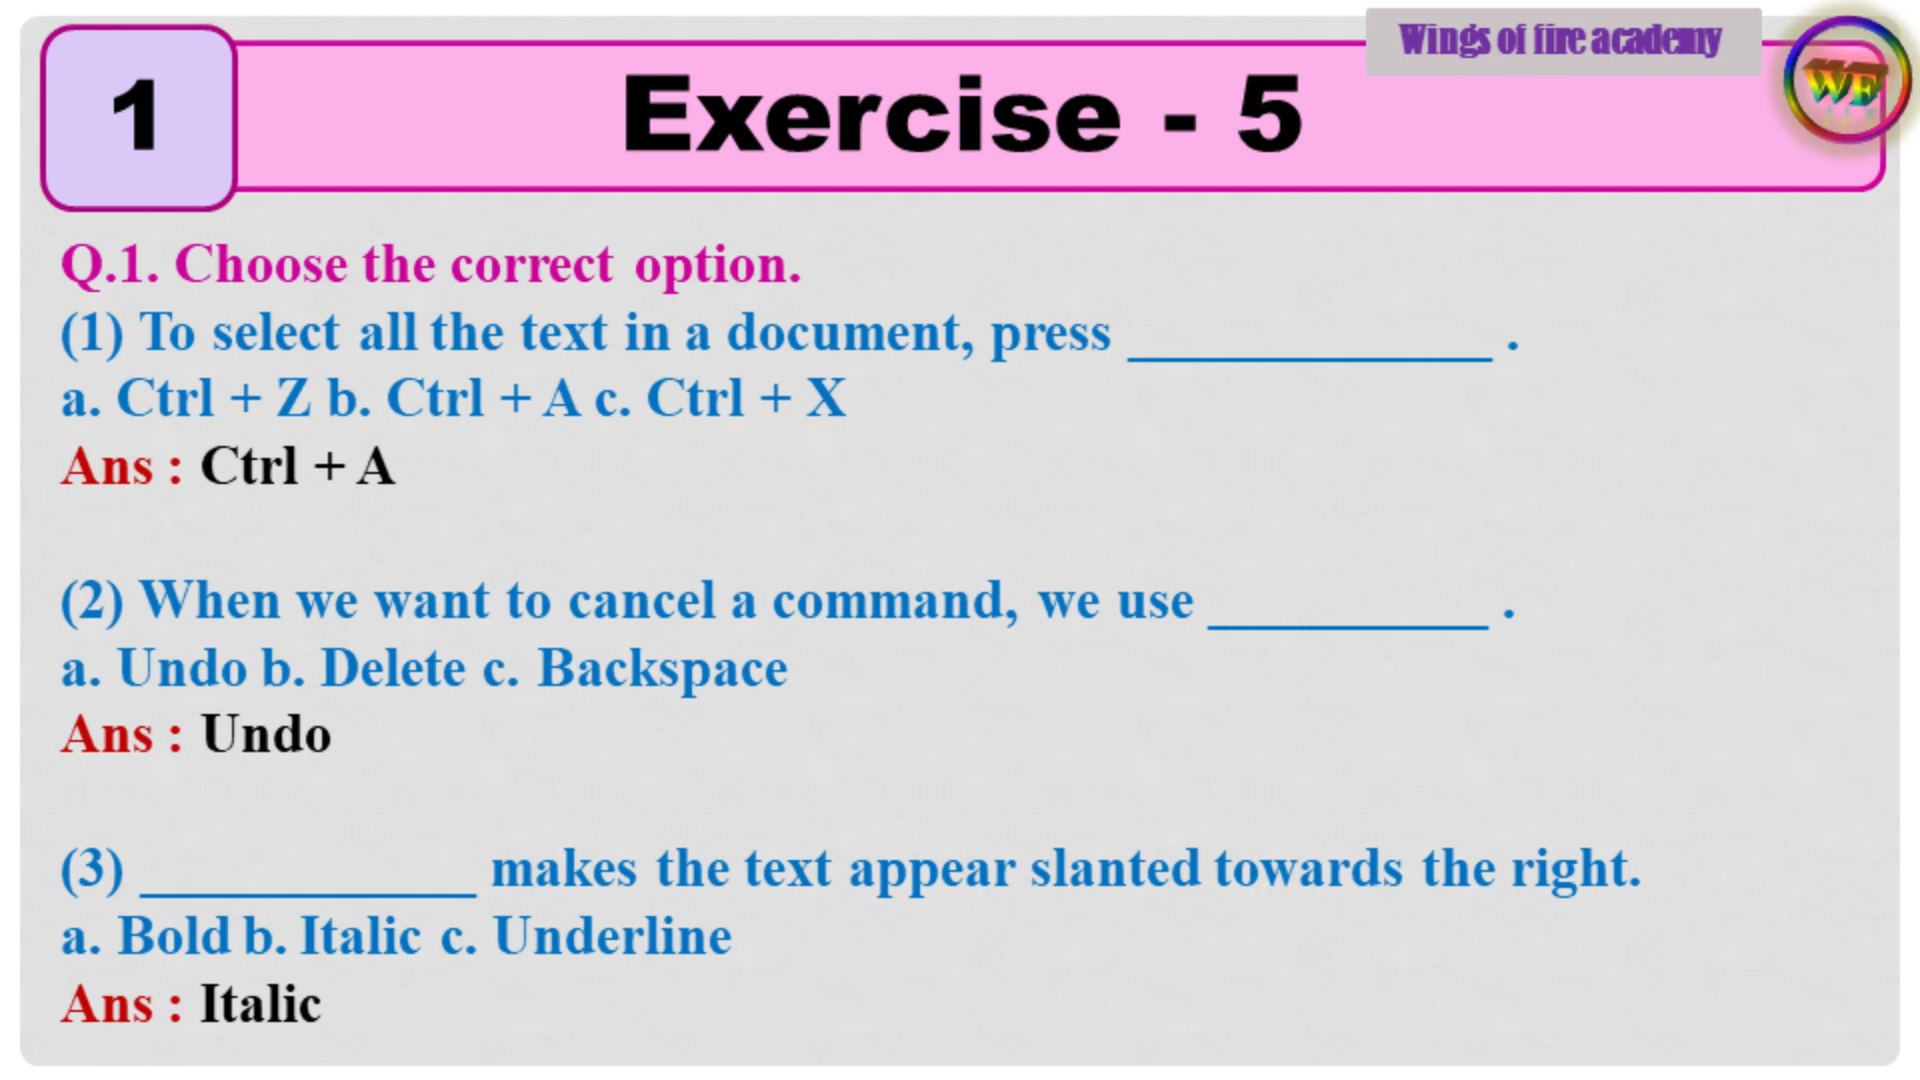 Wings of fire academy
WF
1
Exercise - 5
Q.1. Choose the correct option.
(1) To select all the text in a document, press _____________ .
a. Ctrl + Z b. Ctrl + A c. Ctrl + X
Ans : Ctrl + A
(2) When we want to cancel a command, we use __________ .
a. Undo b. Delete c. Backspace
Ans : Undo
(3) ____________ makes the text appear slanted towards the right.
a. Bold b. Italic c. Underline
Ans : Italic